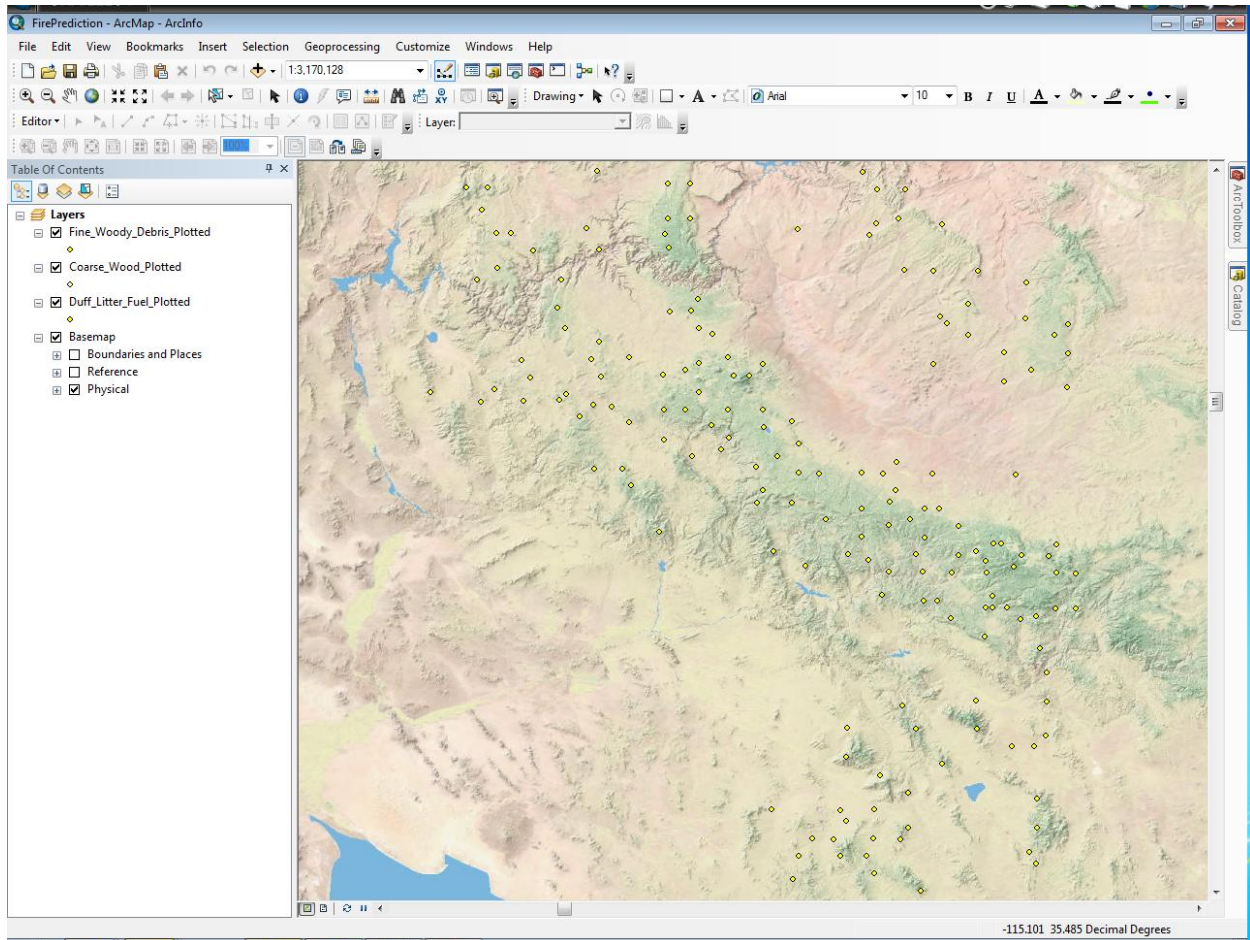 FirePrediction - ArcMap - ArcInfo
File Edit View Bookmarks Insert Selection Geoprocessing Customize Windows Help
1:3,170,128
Drawing A Arial 10 B I U A
Editor Layer:
100%
Table Of Contents
Layers
Fine_Woody_Debris_Plotted
Coarse_Wood_Plotted
Duff_Litter_Fuel_Plotted
Basemap
Boundaries and Places
Reference
Physical
ArcToolbox
Catalog
-115.101 35.485 Decimal Degrees